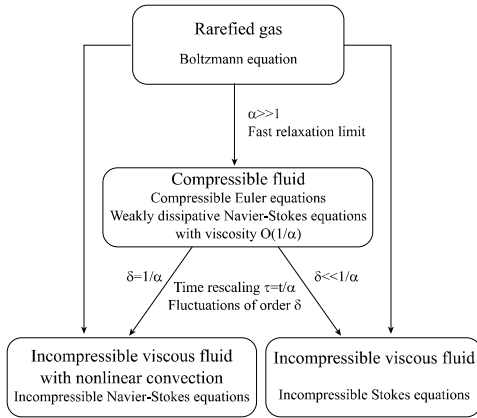 Rarefied gas
Boltzmann equation
α>>1
Fast relaxation limit
Compressible fluid
Compressible Euler equations
Weakly dissipative Navier-Stokes equations
with viscosity O(1/α)
δ=1/α
Time rescaling τ=t/α
Fluctuations of order δ
δ<<1/α
Incompressible viscous fluid
with nonlinear convection
Incompressible Navier-Stokes equations
Incompressible viscous fluid
Incompressible Stokes equations